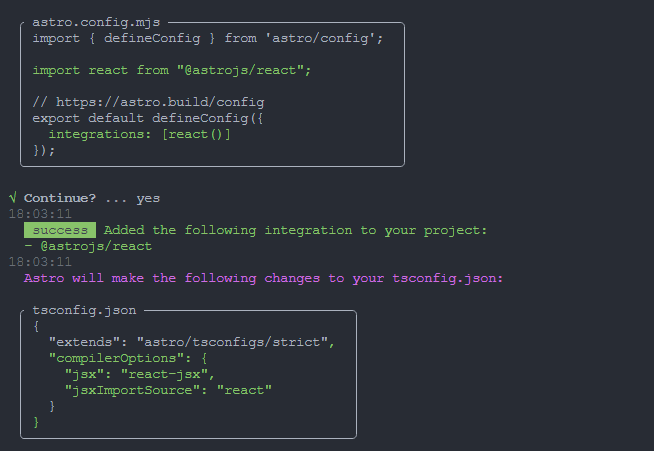 astro.config.mjs
import { defineConfig } from 'astro/config';
import react from "@astrojs/react";
// https://astro.build/config
export default defineConfig({
  integrations: [react()]
});
√ Continue? ... yes
18:03:11
success Added the following integration to your project:
- @astrojs/react
18:03:11
Astro will make the following changes to your tsconfig.json:
tsconfig.json
{
  "extends": "astro/tsconfigs/strict",
  "compilerOptions": {
    "jsx": "react-jsx",
    "jsxImportSource": "react"
  }
}